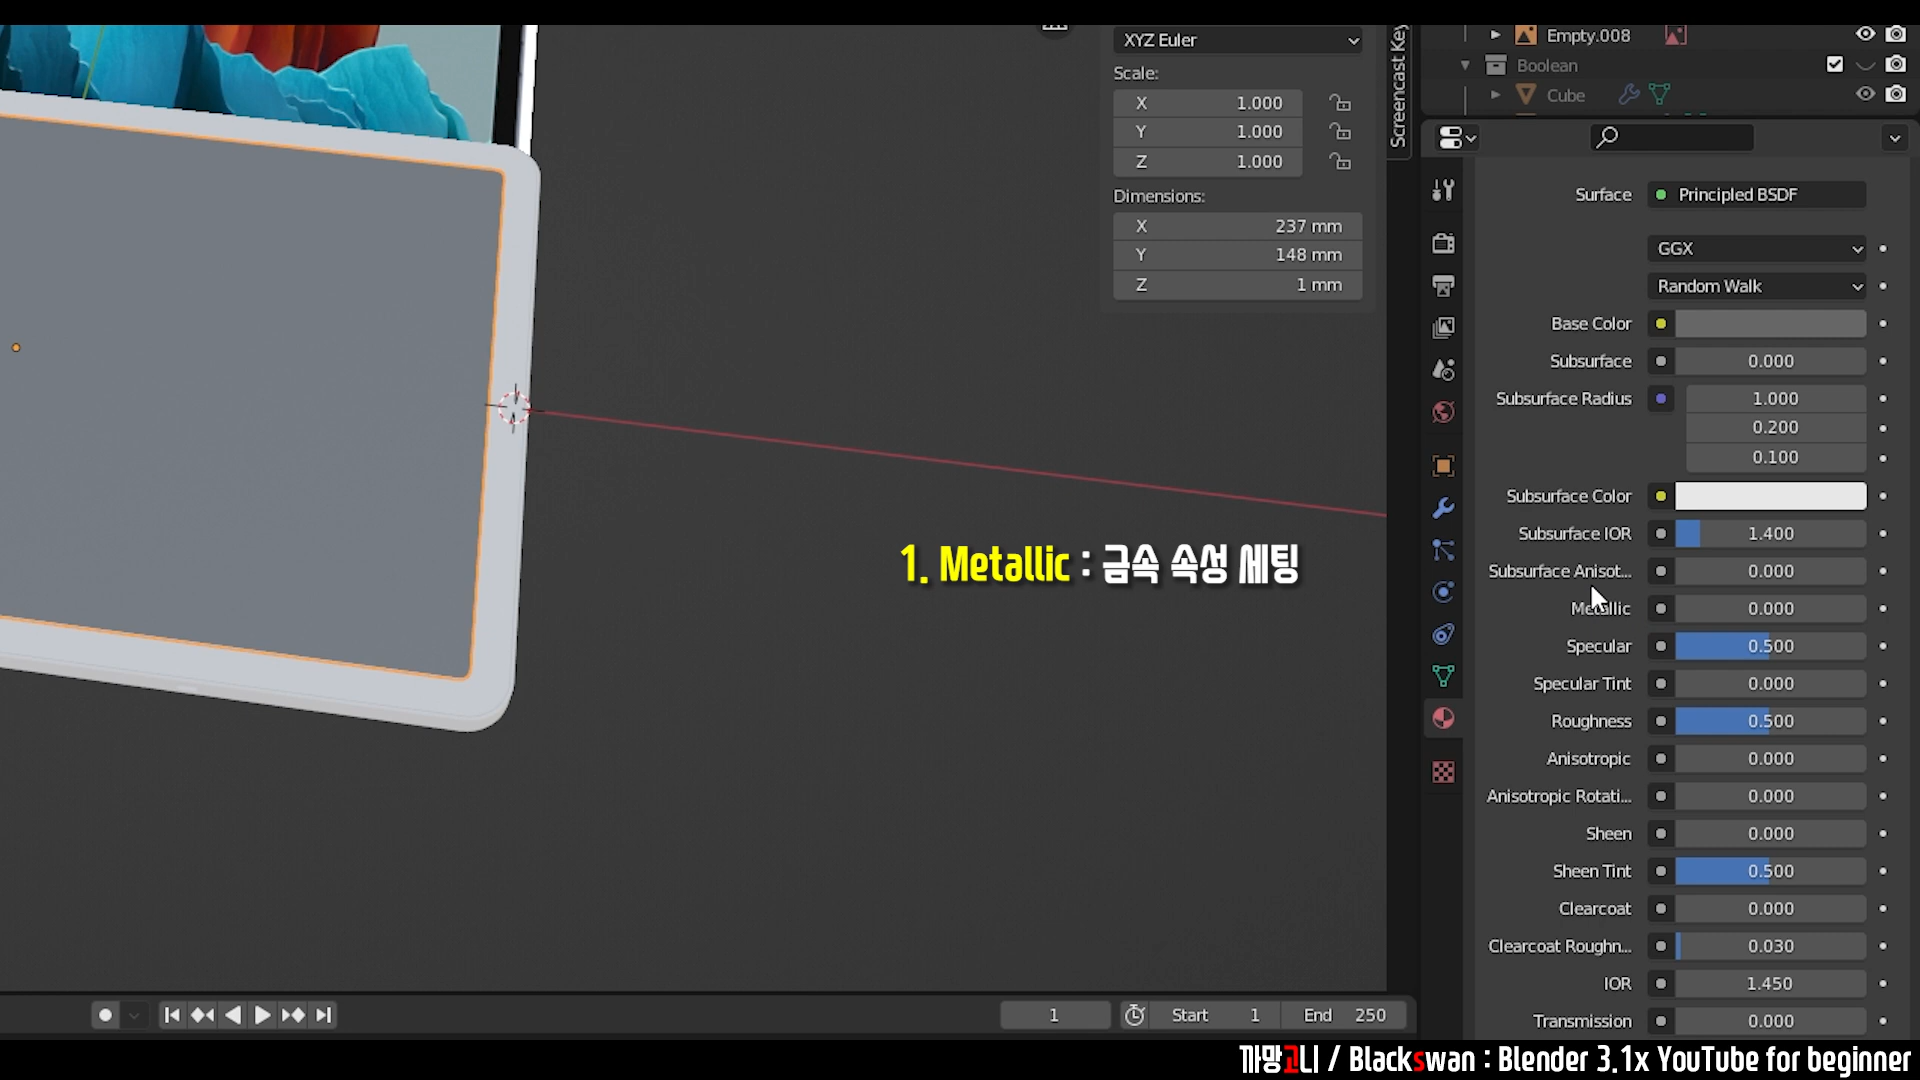 XYZ Euler
Scale:
X 1.000
Y 1.000
Z 1.000
Dimensions:
X 237 mm
Y 148 mm
Z 1 mm
Screencast Key
Empty.008
Boolean
Cube
Surface Principled BSDF
GGX
Random Walk
Base Color
Subsurface 0.000
Subsurface Radius 1.000
0.200
0.100
Subsurface Color
Subsurface IOR 1.400
Subsurface Anisot... 0.000
Metallic 0.000
Specular 0.500
Specular Tint 0.000
Roughness 0.500
Anisotropic 0.000
Anisotropic Rotati... 0.000
Sheen 0.000
Sheen Tint 0.500
Clearcoat 0.000
Clearcoat Roughn... 0.030
IOR 1.450
Transmission 0.000
1. Metallic : 금속 속성 세팅
1 Start 1 End 250
까망고니 / Blackswan : Blender 3.1x YouTube for beginner